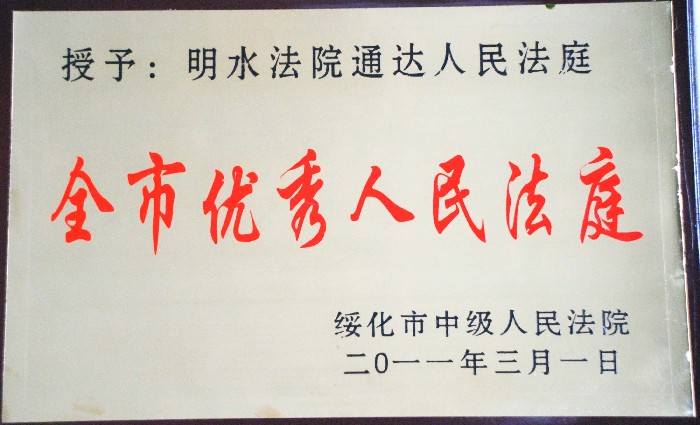 授予：明水法院通达人民法庭
全市优秀人民法庭
绥化市中级人民法院
二0一一年三月一日